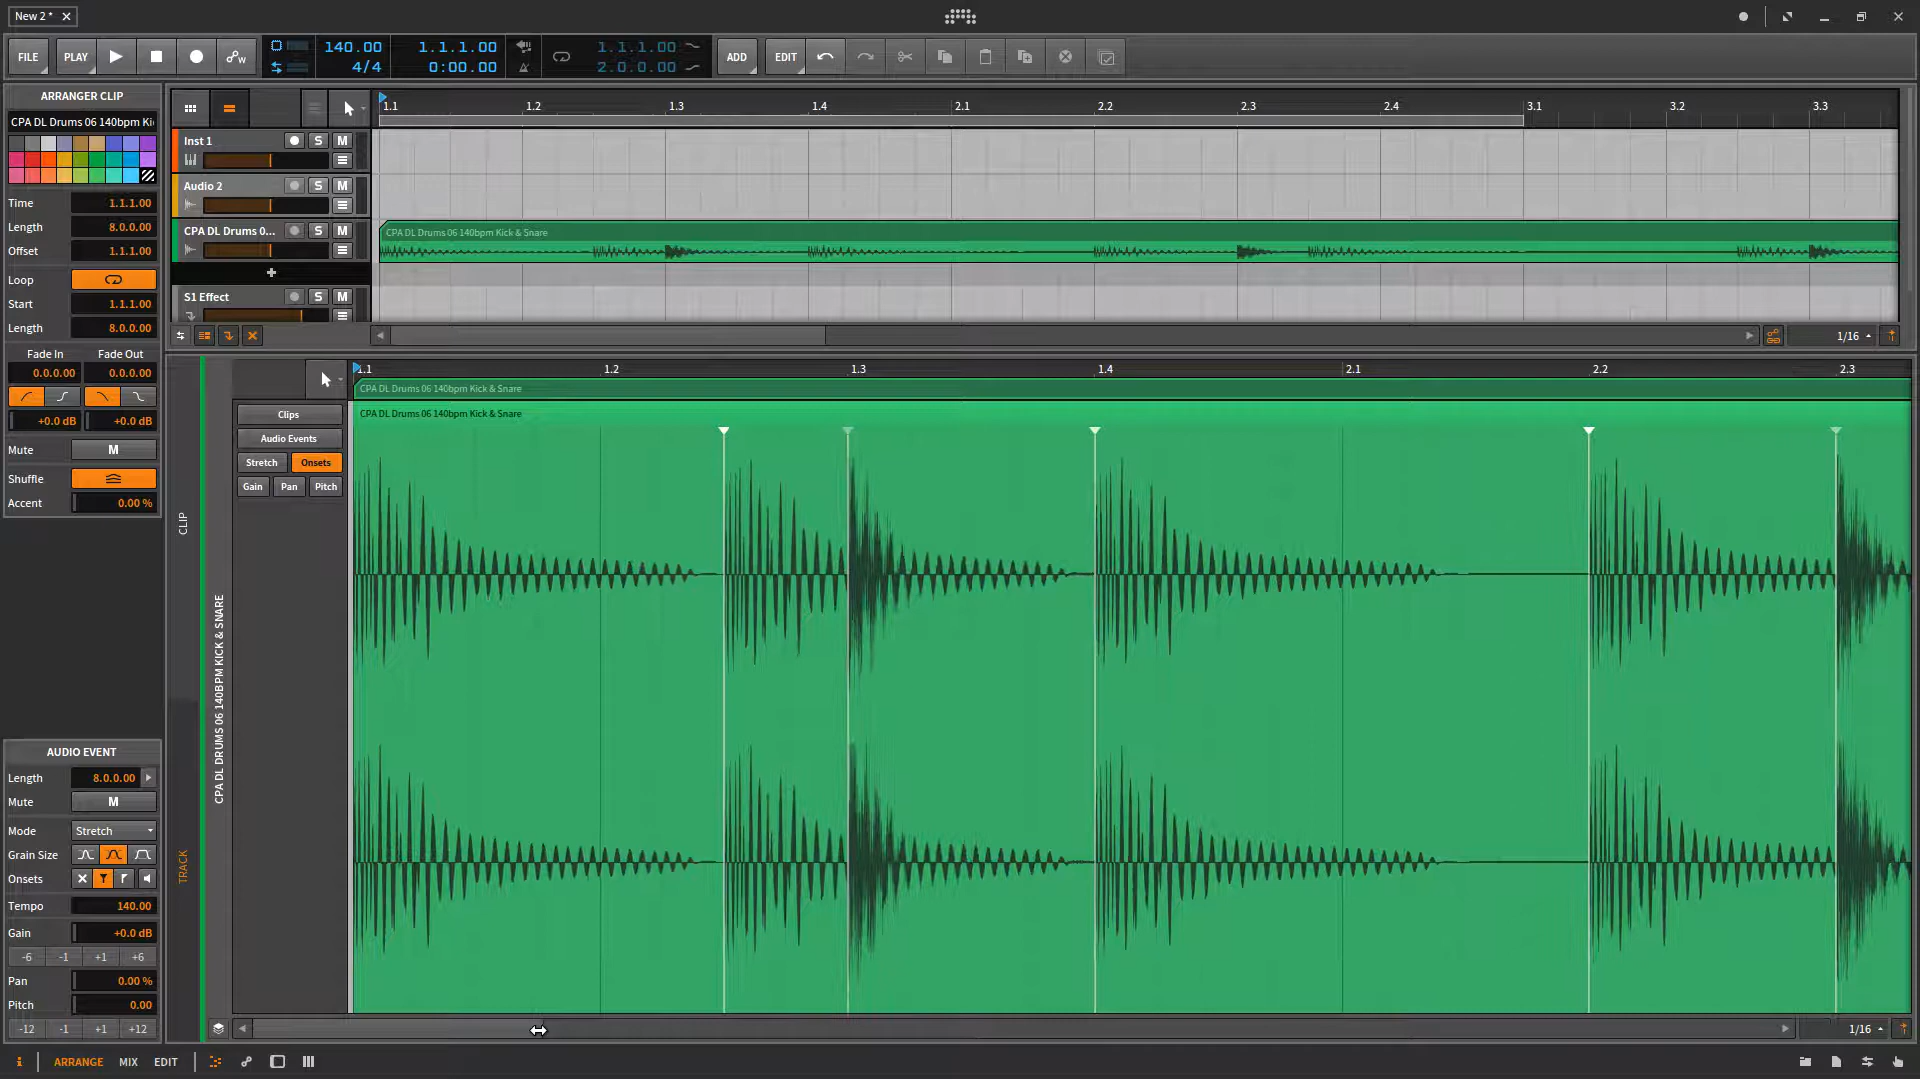 New 2 *
FILE PLAY 140.00 1.1.1.00 1.1.1.00 ADD EDIT
4/4 0:00.00 2.0.0.00
ARRANGER CLIP
CPA DL Drums 06 140bpm Ki
Time 1.1.1.00
Length 8.0.0.00
Offset 1.1.1.00
Loop
Start 1.1.1.00
Length 8.0.0.00
Fade In Fade Out
0.0.0.00 0.0.0.00
+0.0 dB +0.0 dB
Mute M
Shuffle
Accent 0.00 %
AUDIO EVENT
Length 8.0.0.00
Mute M
Mode Stretch
Grain Size
Onsets
Tempo 140.00
Gain +0.0 dB
-6 -1 +1 +6
Pan 0.00 %
Pitch 0.00
-12 -1 +1 +12
1.1 1.2 1.3 1.4 2.1 2.2 2.3 2.4 3.1 3.2 3.3
Inst 1 S M
Audio 2 S M
CPA DL Drums 0... S M
CPA DL Drums 06 140bpm Kick & Snare
S1 Effect S M
1/16
1.1 1.2 1.3 1.4 2.1 2.2 2.3
CPA DL Drums 06 140bpm Kick & Snare
CPA DL Drums 06 140bpm Kick & Snare
Clips
Audio Events
Stretch Onsets
Gain Pan Pitch
CLIP
TRACK
CPA DL DRUMS 06 140BPM KICK & SNARE
1/16
i ARRANGE MIX EDIT